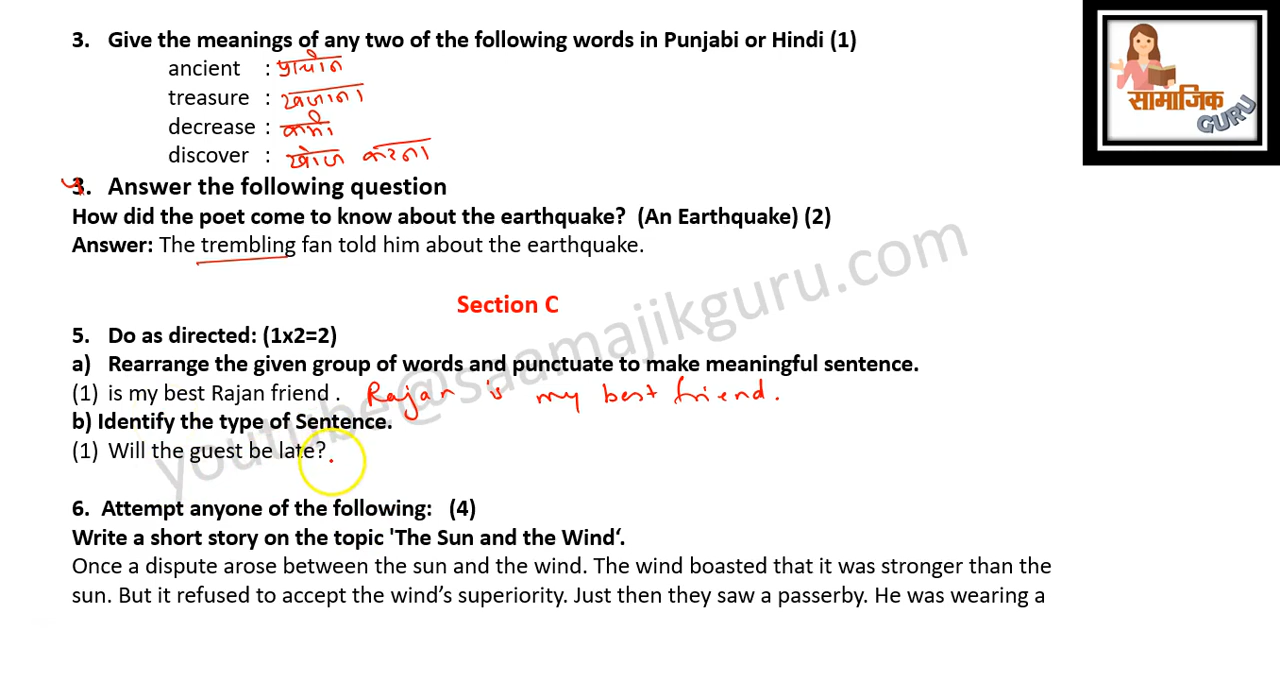 3. Give the meanings of any two of the following words in Punjabi or Hindi (1)
ancient : प्राचीन
treasure : खजाना
decrease : कमी
discover : खोज करना
4. Answer the following question
How did the poet come to know about the earthquake? (An Earthquake) (2)
Answer: The trembling fan told him about the earthquake.
Section C
5. Do as directed: (1x2=2)
a) Rearrange the given group of words and punctuate to make meaningful sentence.
(1) is my best Rajan friend . Rajan is my best friend.
b) Identify the type of Sentence.
(1) Will the guest be late?
6. Attempt anyone of the following: (4)
Write a short story on the topic 'The Sun and the Wind‘.
Once a dispute arose between the sun and the wind. The wind boasted that it was stronger than the
sun. But it refused to accept the wind’s superiority. Just then they saw a passerby. He was wearing a
सामाजिक
GURU
youtube@saamajikguru.com